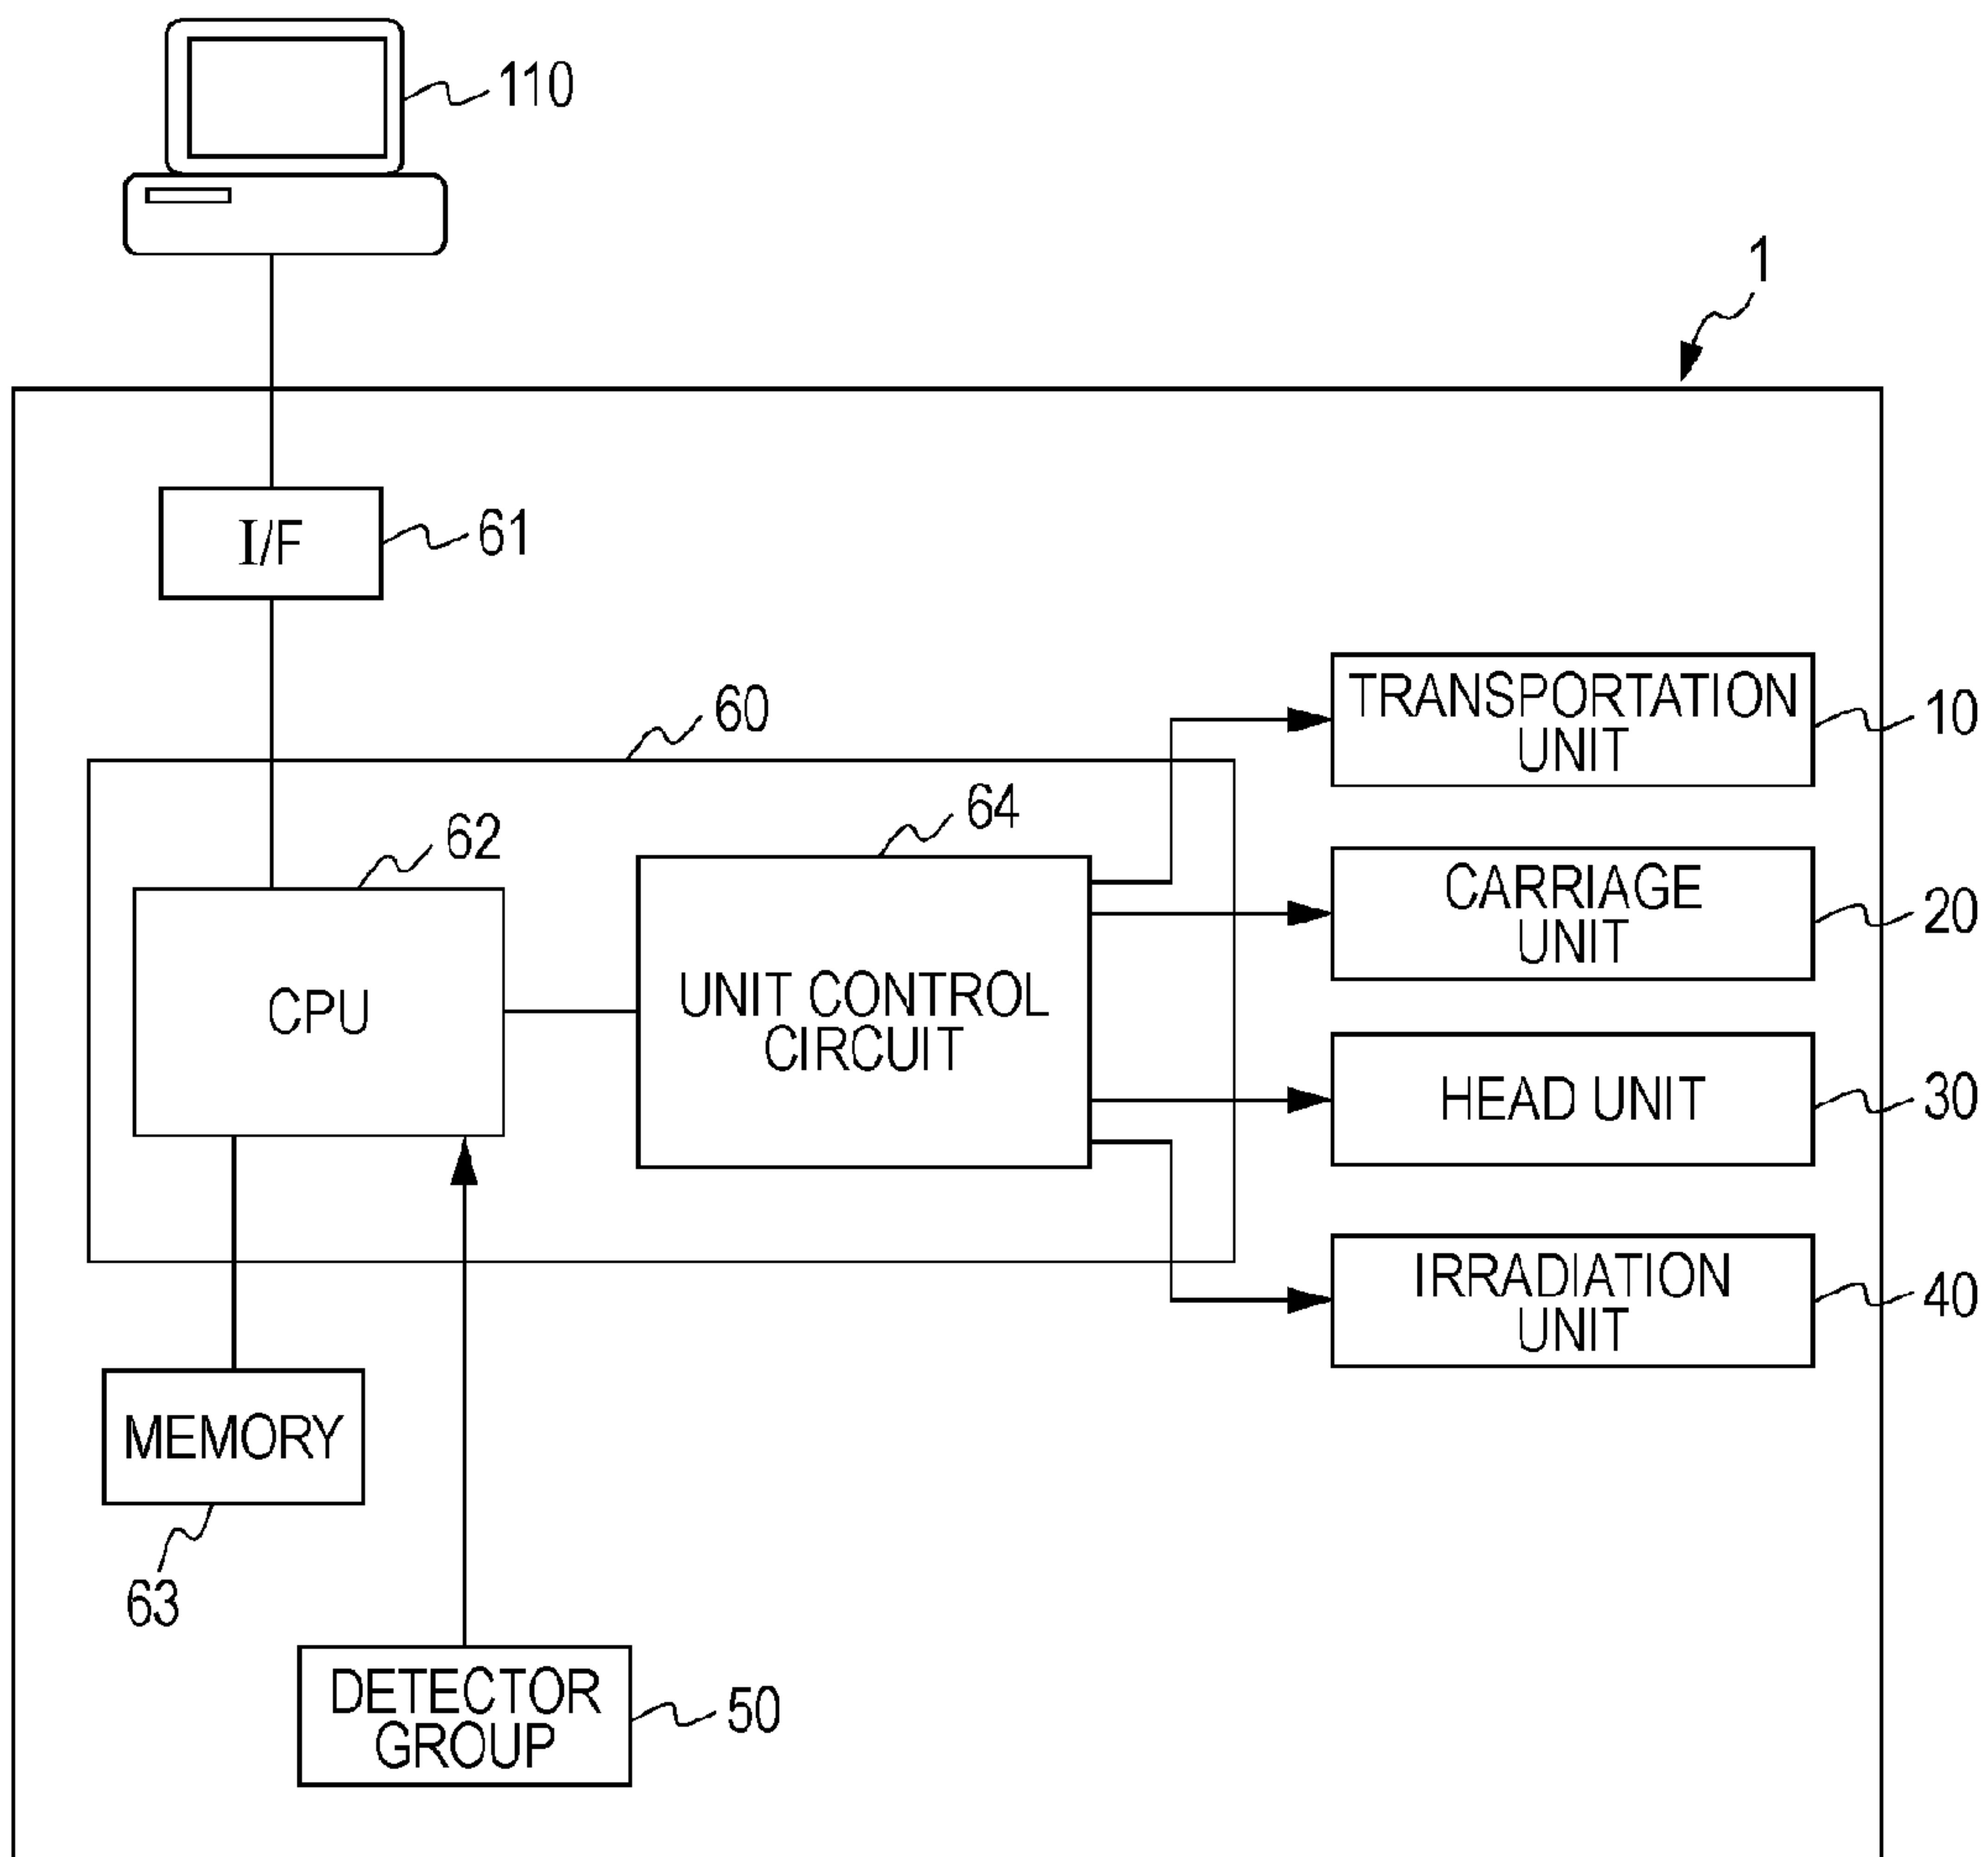 110
1
I/F
61
60
TRANSPORTATION
UNIT
10
64
62
CARRIAGE
UNIT
20
CPU
UNIT CONTROL
CIRCUIT
HEAD UNIT
30
IRRADIATION
UNIT
40
MEMORY
63
DETECTOR
GROUP
50